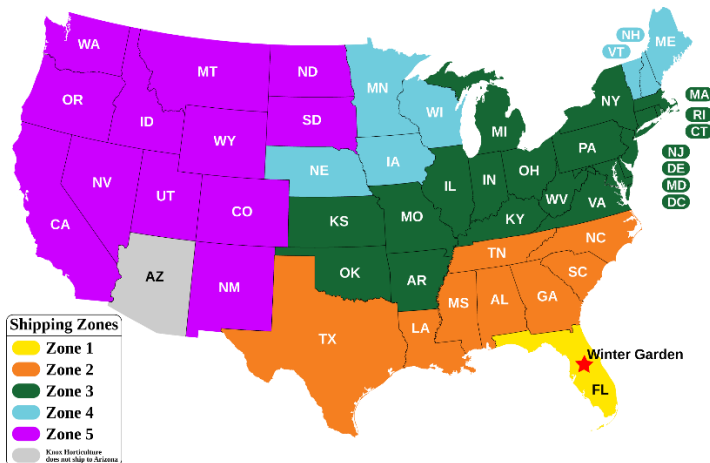 WA
MT
ND
MN
NH
VT
ME
OR
ID
WY
SD
WI
MI
NY
MA
RI
CT
NV
UT
CO
NE
IA
IL
IN
OH
PA
NJ
DE
MD
DC
CA
KS
MO
KY
WV
VA
AZ
NM
OK
AR
TN
NC
SC
TX
LA
MS
AL
GA
Winter Garden
FL
Shipping Zones
Zone 1
Zone 2
Zone 3
Zone 4
Zone 5
Knox Horticulture
does not ship to Arizona